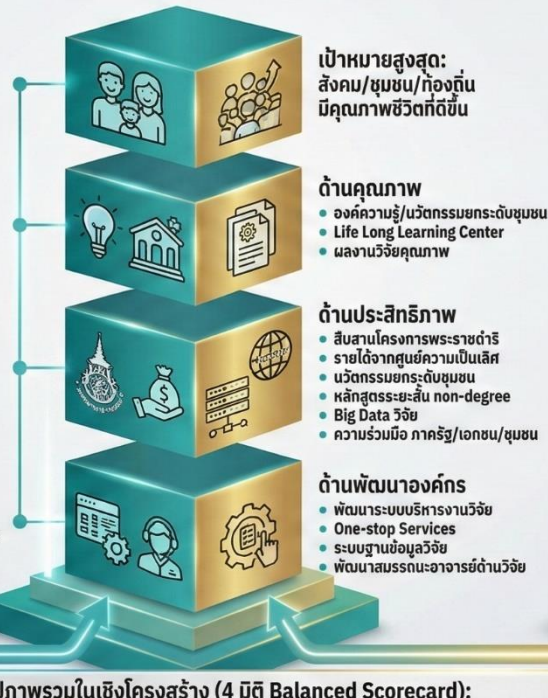 เป้าหมายสูงสุด:
สังคม/ชุมชน/ท้องถิ่น
มีคุณภาพชีวิตที่ดีขึ้น
ด้านคุณภาพ
• องค์ความรู้/นวัตกรรมยกระดับชุมชน
• Life Long Learning Center
• ผลงานวิจัยคุณภาพ
ด้านประสิทธิภาพ
• สืบสานโครงการพระราชดำริ
• รายได้จากศูนย์ความเป็นเลิศ
• นวัตกรรมยกระดับชุมชน
• หลักสูตรระยะสั้น non-degree
• Big Data วิจัย
• ความร่วมมือ ภาครัฐ/เอกชน/ชุมชน
ด้านพัฒนาองค์กร
• พัฒนาระบบบริหารงานวิจัย
• One-stop Services
• ระบบฐานข้อมูลวิจัย
• พัฒนาสมรรถนะอาจารย์ด้านวิจัย
ปภาพรวมในเชิงโครงสร้าง (4 มิติ Balanced Scorecard):